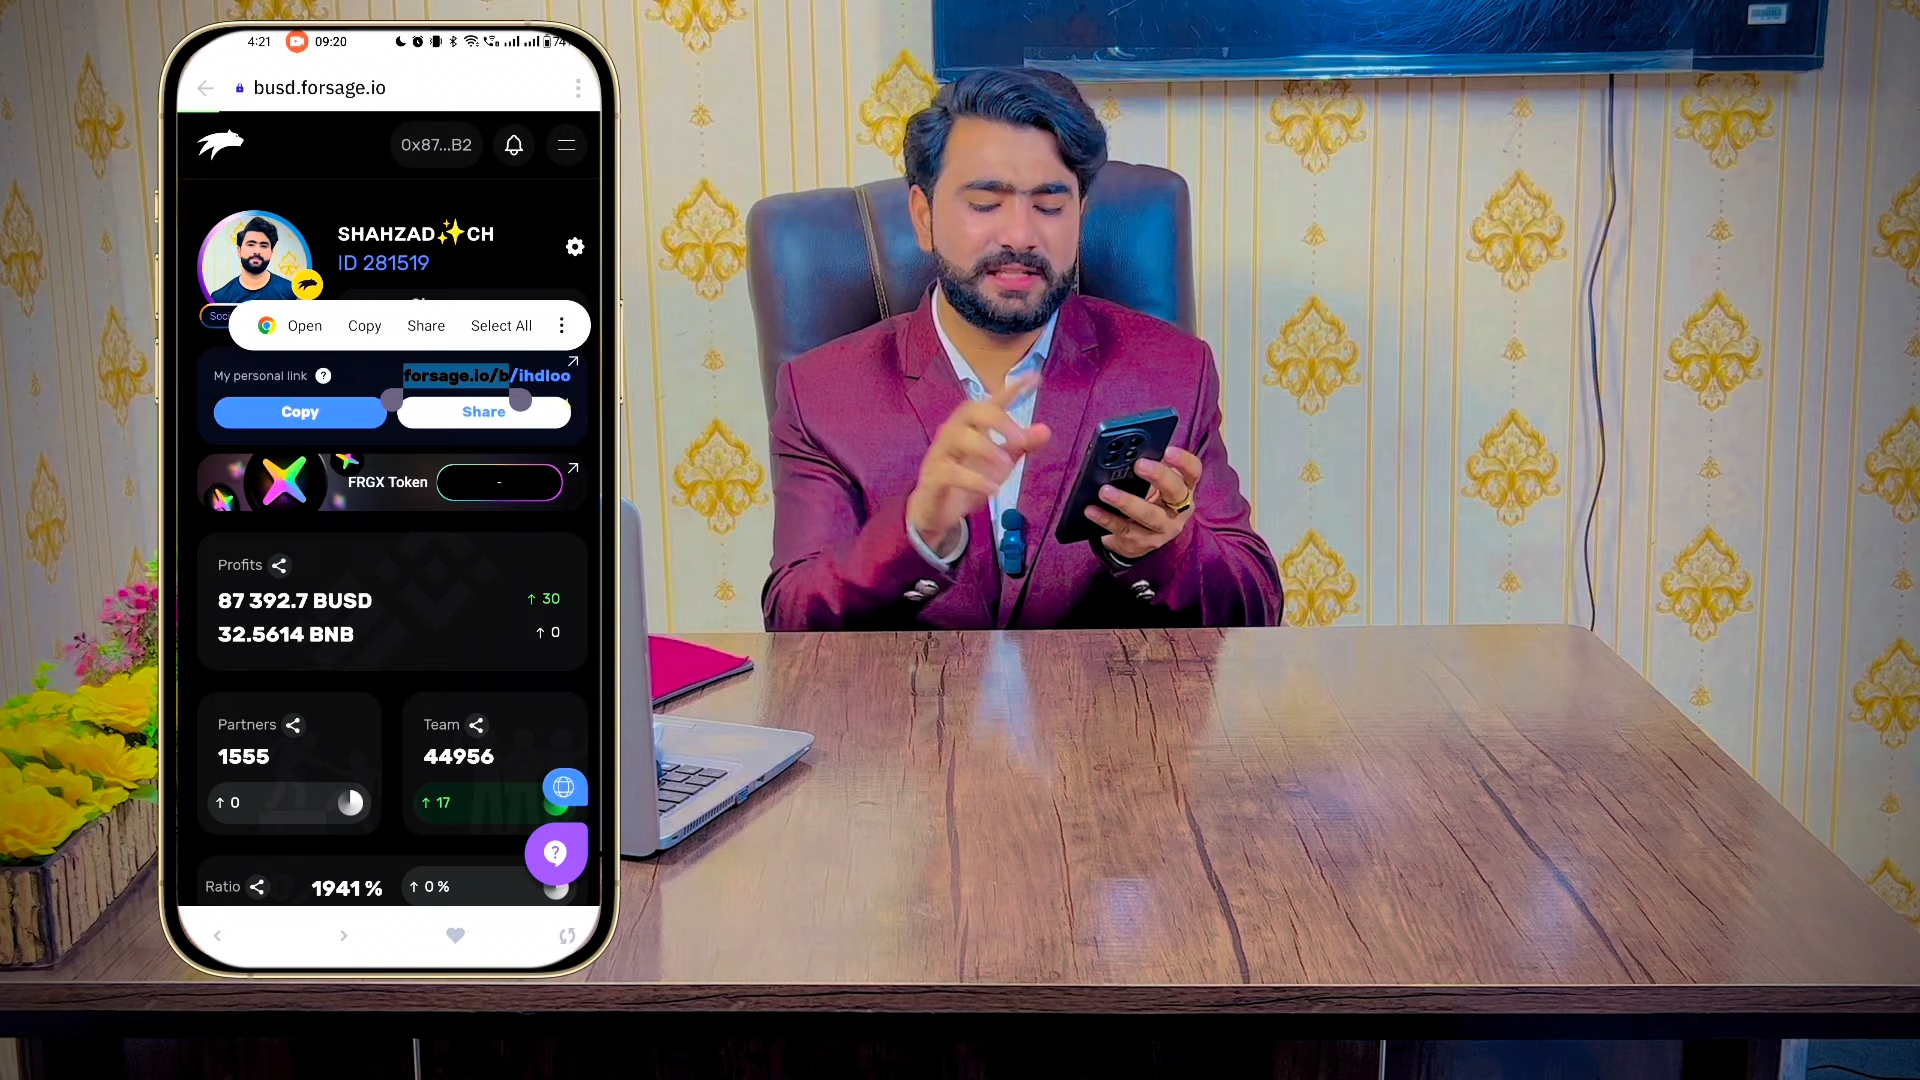 4:21 09:20 74
busd.forsage.io
0x87...B2
SHAHZAD✨CH
ID 281519
Soci
Open Copy Share Select All
My personal link ? forsage.io/b/ihdloo
Copy Share
FRGX Token -
Profits
87 392.7 BUSD ↑ 30
32.5614 BNB ↑ 0
Partners
1555
↑ 0
Team
44956
↑ 17
?
Ratio 1941 % ↑ 0 %